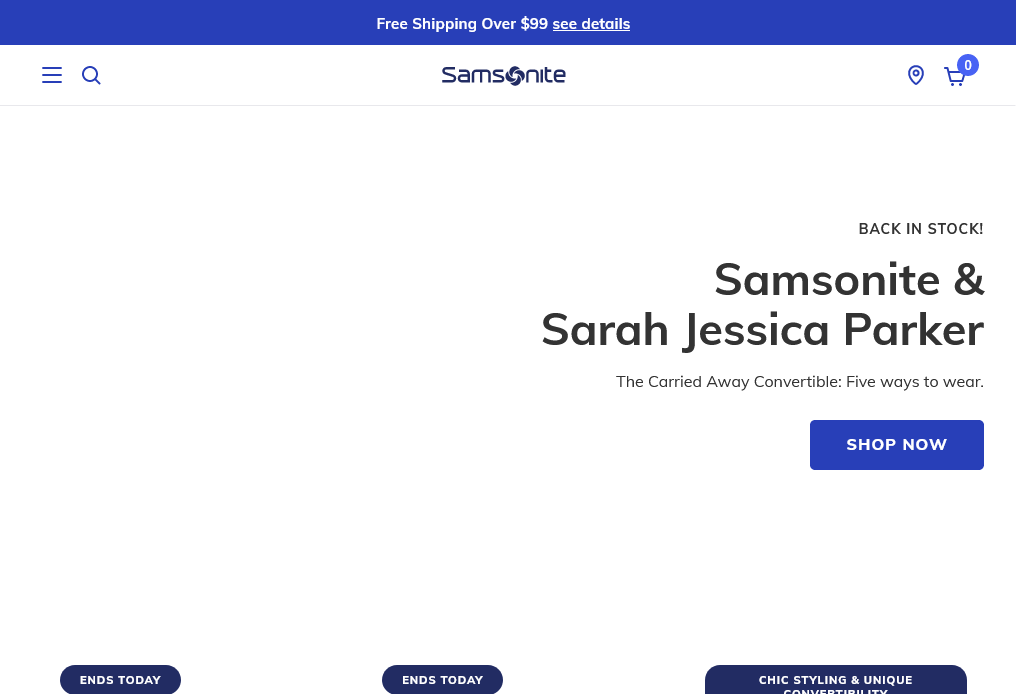 Free Shipping Over $99 see details
Samsonite
0
BACK IN STOCK!
Samsonite &
Sarah Jessica Parker
The Carried Away Convertible: Five ways to wear.
SHOP NOW
ENDS TODAY
ENDS TODAY
CHIC STYLING & UNIQUE
CONVERTIBILITY